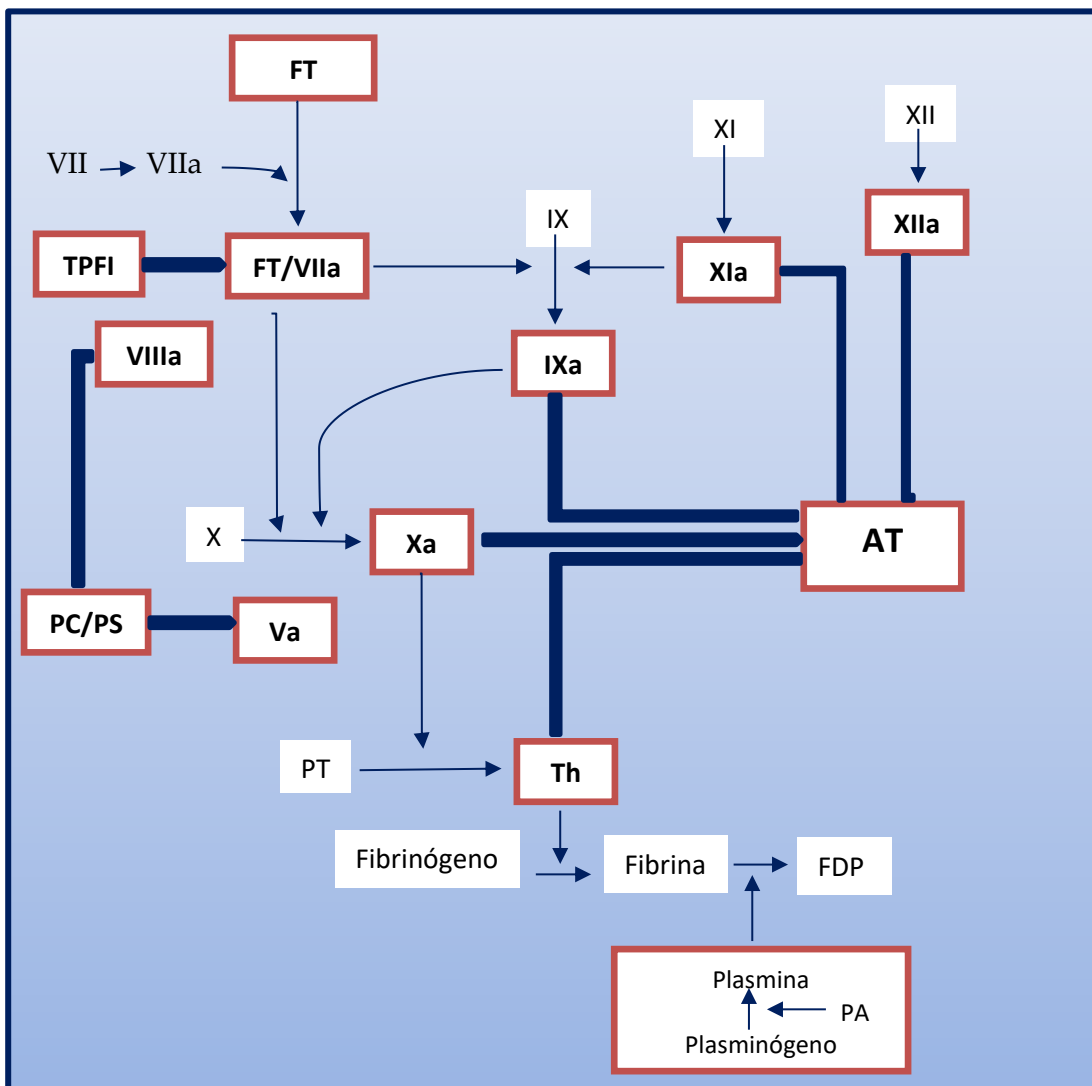 FT
XI
XII
VII
VIIa
IX
XIIa
TPFI
FT/VIIa
XIa
VIIIa
IXa
X
Xa
AT
PC/PS
Va
PT
Th
Fibrinógeno
Fibrina
FDP
Plasmina
PA
Plasminógeno